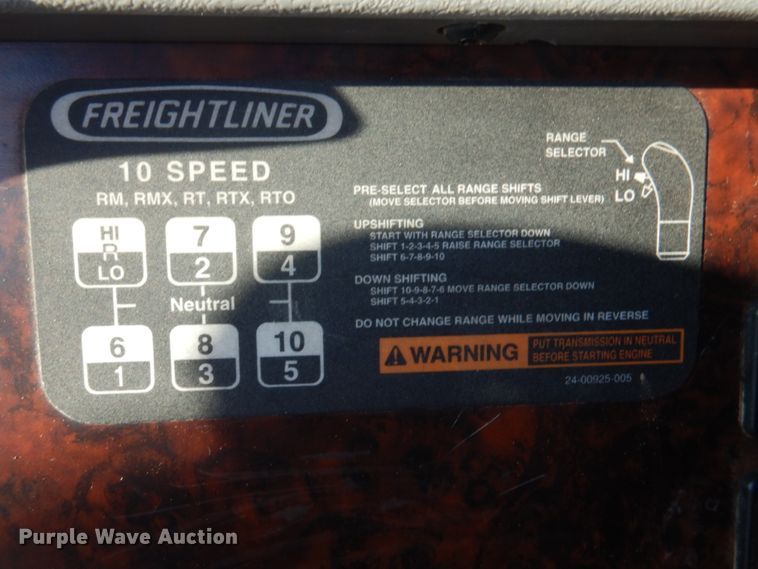 FREIGHTLINER
10 SPEED
RM, RMX, RT, RTX, RTO
HI 7 9
R
LO 2 4
Neutral
6 8 10
1 3 5
RANGE
SELECTOR
HI
LO
PRE-SELECT ALL RANGE SHIFTS
(MOVE SELECTOR BEFORE MOVING SHIFT LEVER)
UPSHIFTING
START WITH RANGE SELECTOR DOWN
SHIFT 1-2-3-4-5 RAISE RANGE SELECTOR
SHIFT 6-7-8-9-10
DOWN SHIFTING
SHIFT 10-9-8-7-6 MOVE RANGE SELECTOR DOWN
SHIFT 5-4-3-2-1
DO NOT CHANGE RANGE WHILE MOVING IN REVERSE
WARNING
PUT TRANSMISSION IN NEUTRAL
BEFORE STARTING ENGINE
24-00925-005
Purple Wave Auction